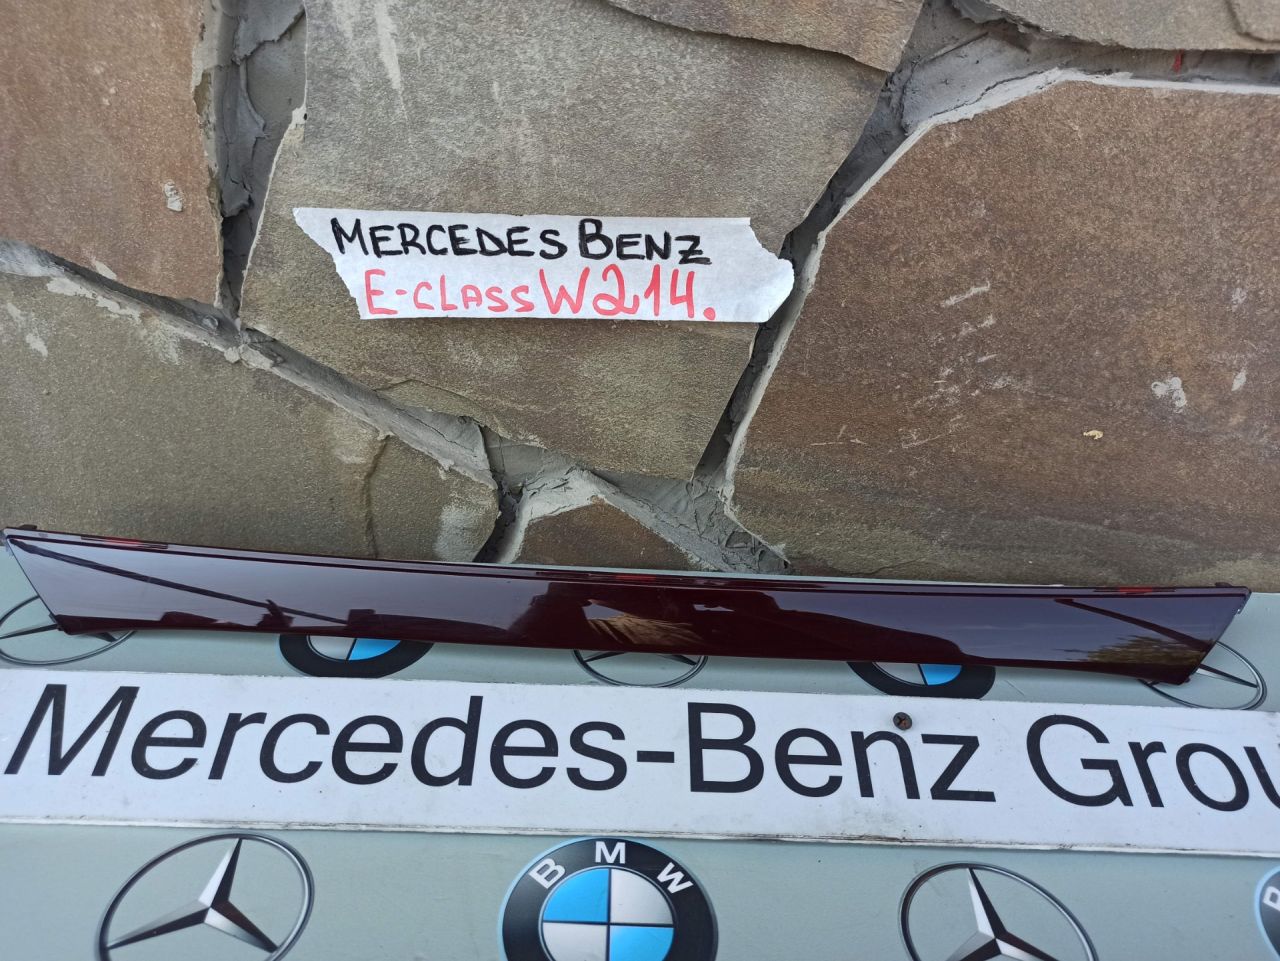 MERCEDES BENZ
E-CLASS W214.
Mercedes-Benz Grou
BMW
B